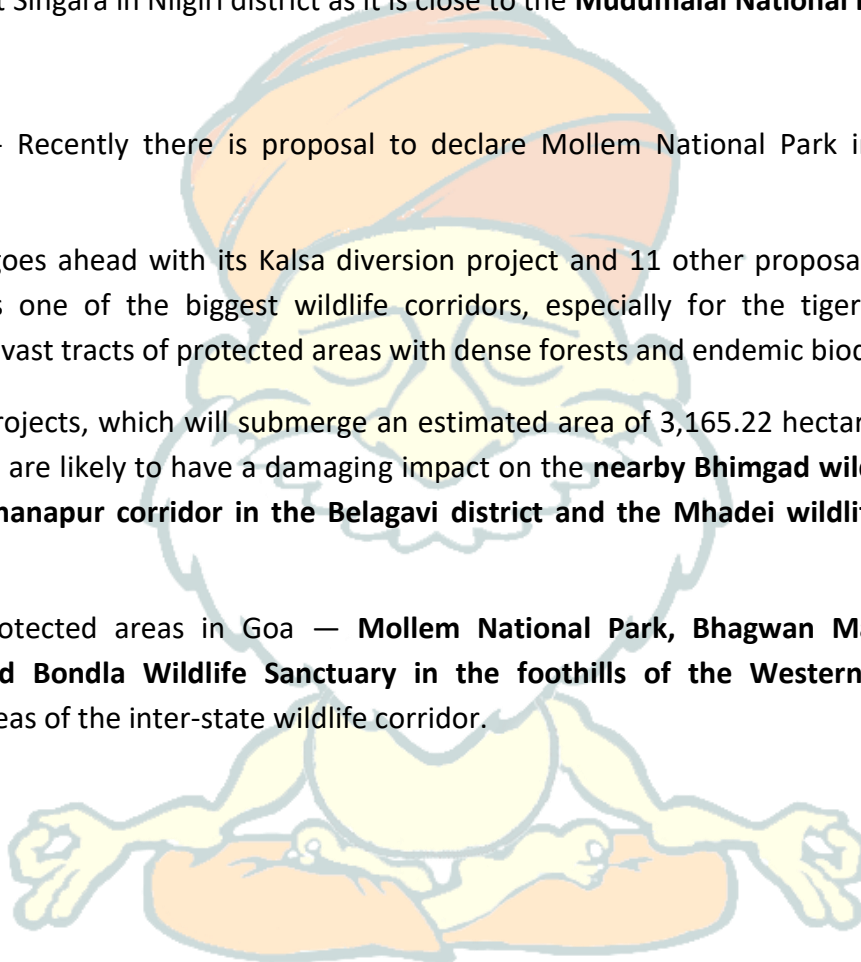 Singara in Nilgiri district as it is close to the Mudumalai National
Recently there is proposal to declare Mollem National Park
goes ahead with its Kalsa diversion project and 11 other
one of the biggest wildlife corridors, especially for the tiger
vast tracts of protected areas with dense forests and endemic
rojects, which will submerge an estimated area of 3,165.22
are likely to have a damaging impact on the nearby Bhimgad
hanapur corridor in the Belagavi district and the Mhadei
otected areas in Goa — Mollem National Park, Bhagwan
d Bondla Wildlife Sanctuary in the foothills of the Western
eas of the inter-state wildlife corridor.